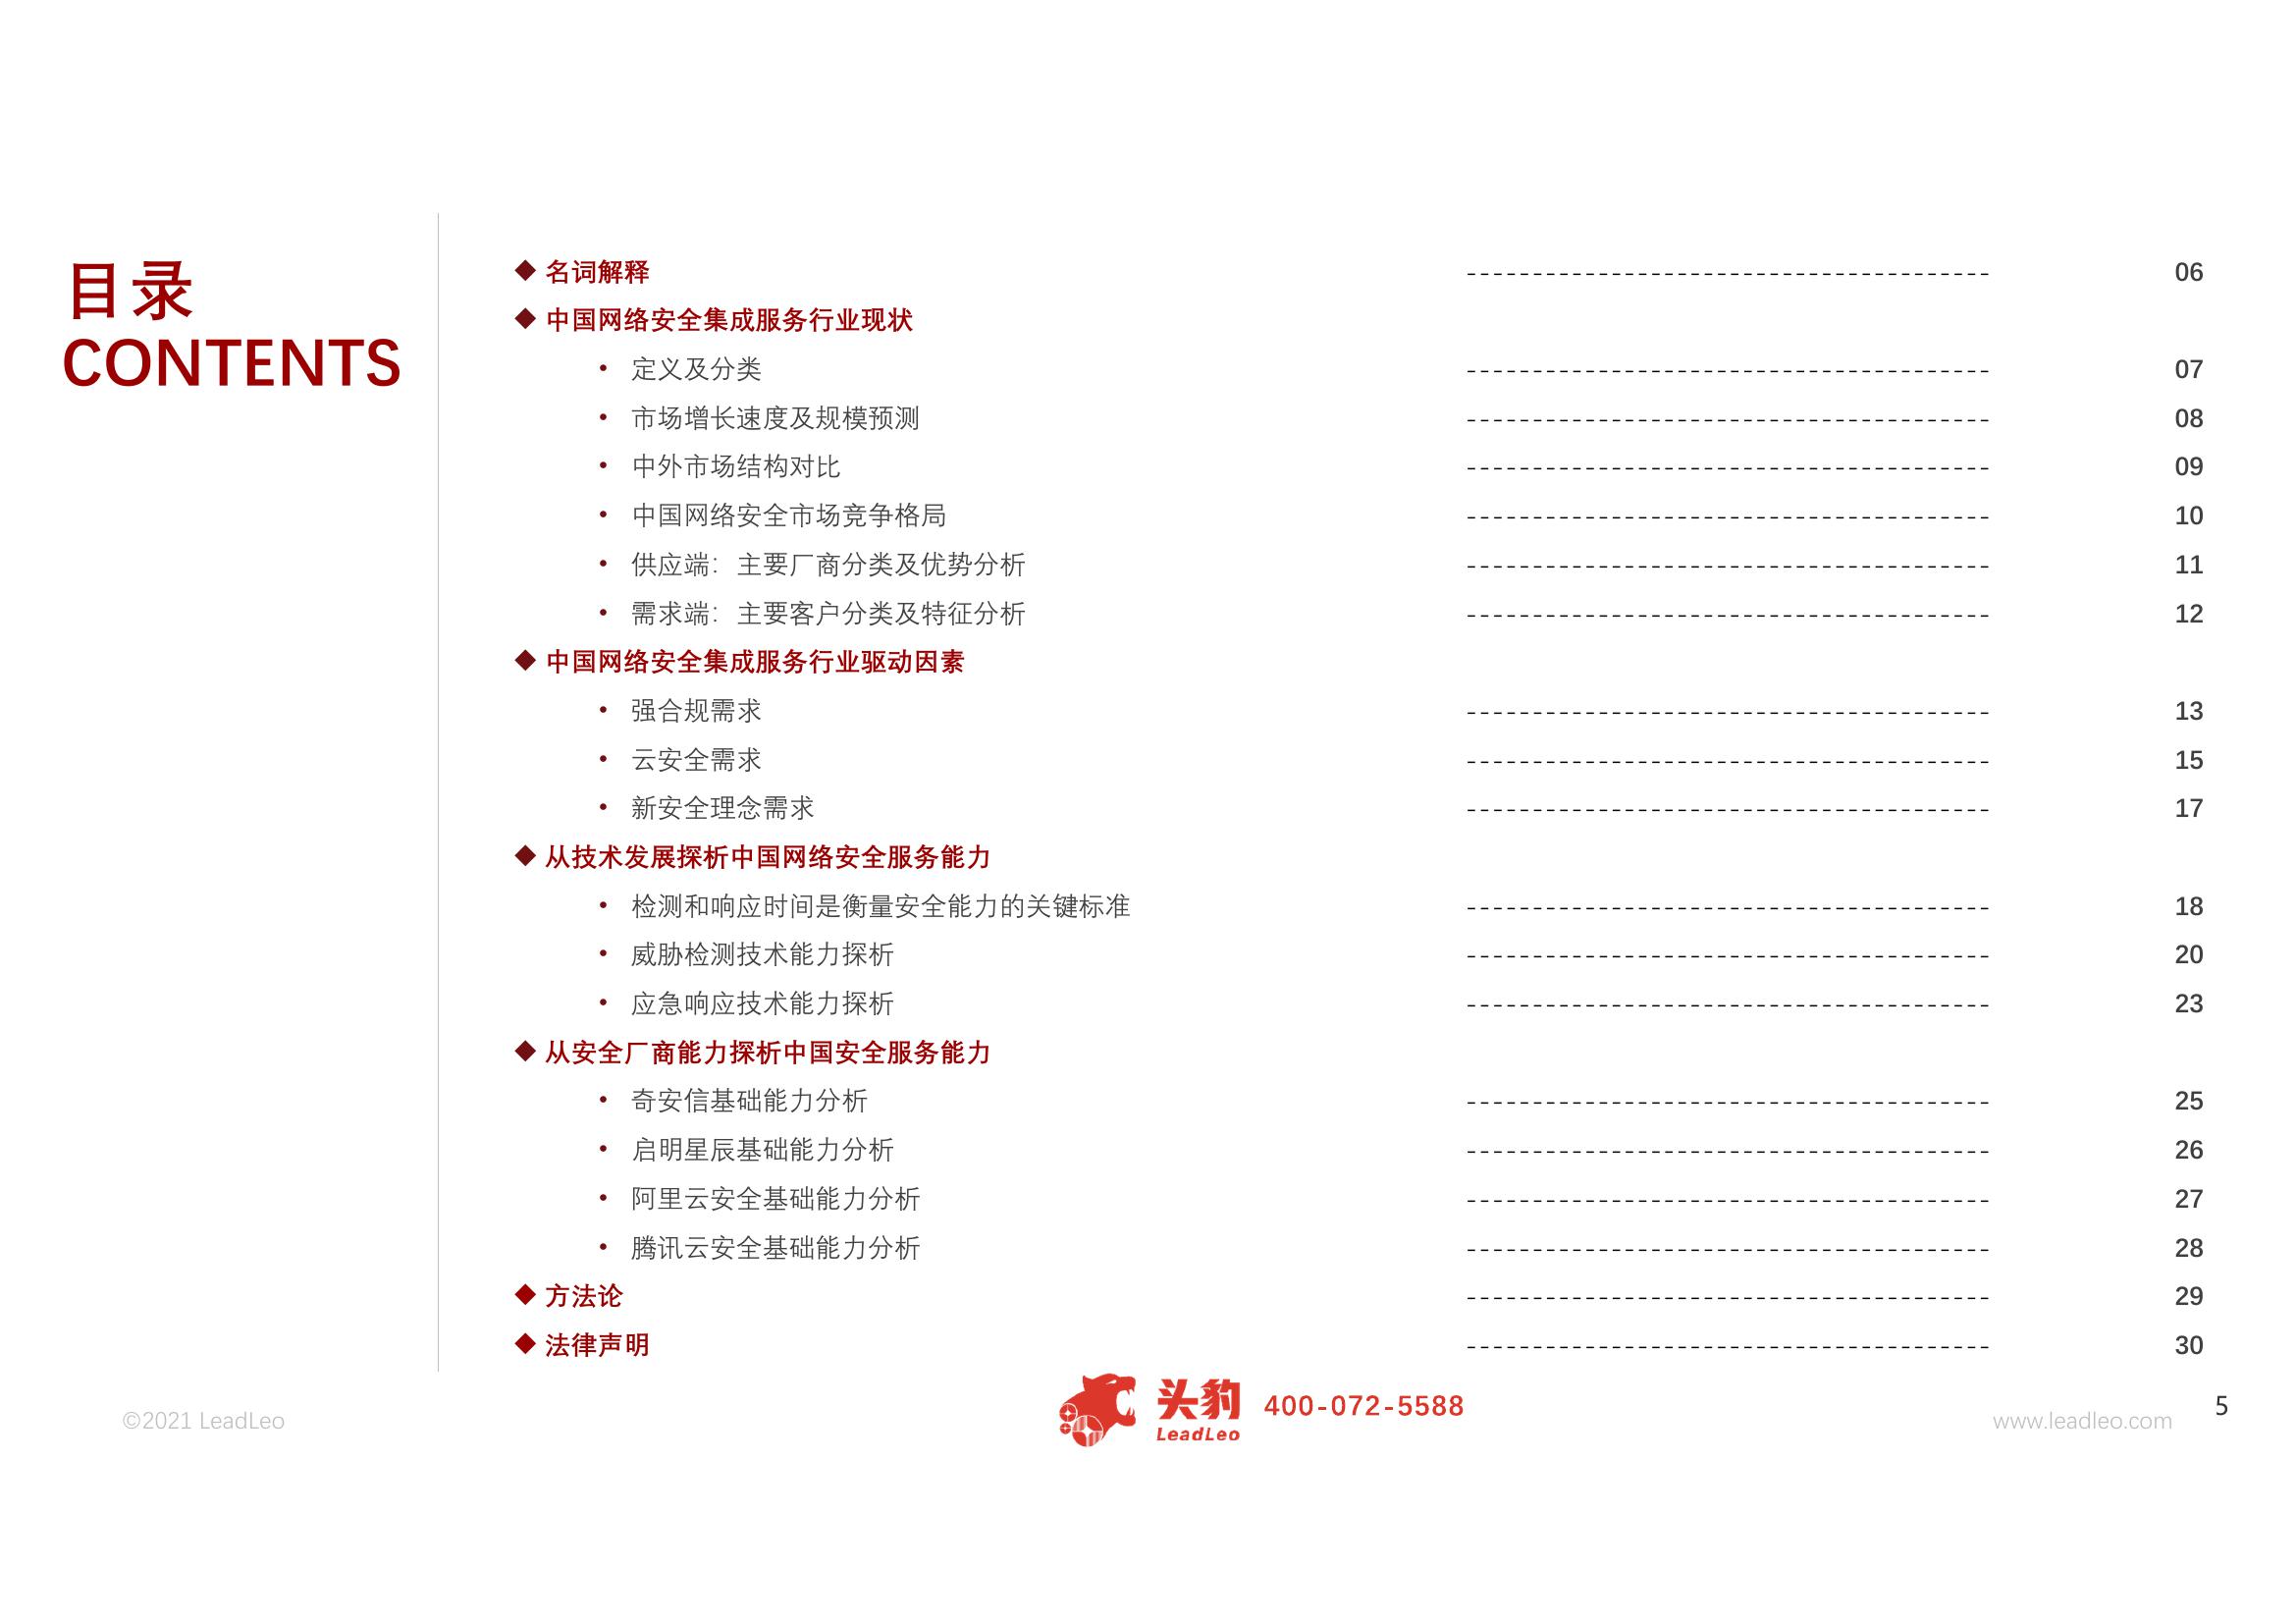 目录
CONTENTS
◆ 名词解释 ---------------------------------------- 06
◆ 中国网络安全集成服务行业现状
• 定义及分类 ---------------------------------------- 07
• 市场增长速度及规模预测 ---------------------------------------- 08
• 中外市场结构对比 ---------------------------------------- 09
• 中国网络安全市场竞争格局 ---------------------------------------- 10
• 供应端：主要厂商分类及优势分析 ---------------------------------------- 11
• 需求端：主要客户分类及特征分析 ---------------------------------------- 12
◆ 中国网络安全集成服务行业驱动因素
• 强合规需求 ---------------------------------------- 13
• 云安全需求 ---------------------------------------- 15
• 新安全理念需求 ---------------------------------------- 17
◆ 从技术发展探析中国网络安全服务能力
• 检测和响应时间是衡量安全能力的关键标准 ---------------------------------------- 18
• 威胁检测技术能力探析 ---------------------------------------- 20
• 应急响应技术能力探析 ---------------------------------------- 23
◆ 从安全厂商能力探析中国安全服务能力
• 奇安信基础能力分析 ---------------------------------------- 25
• 启明星辰基础能力分析 ---------------------------------------- 26
• 阿里云安全基础能力分析 ---------------------------------------- 27
• 腾讯云安全基础能力分析 ---------------------------------------- 28
◆ 方法论 ---------------------------------------- 29
◆ 法律声明 ---------------------------------------- 30
©2021 LeadLeo
头豹
LeadLeo
400-072-5588
www.leadleo.com
5